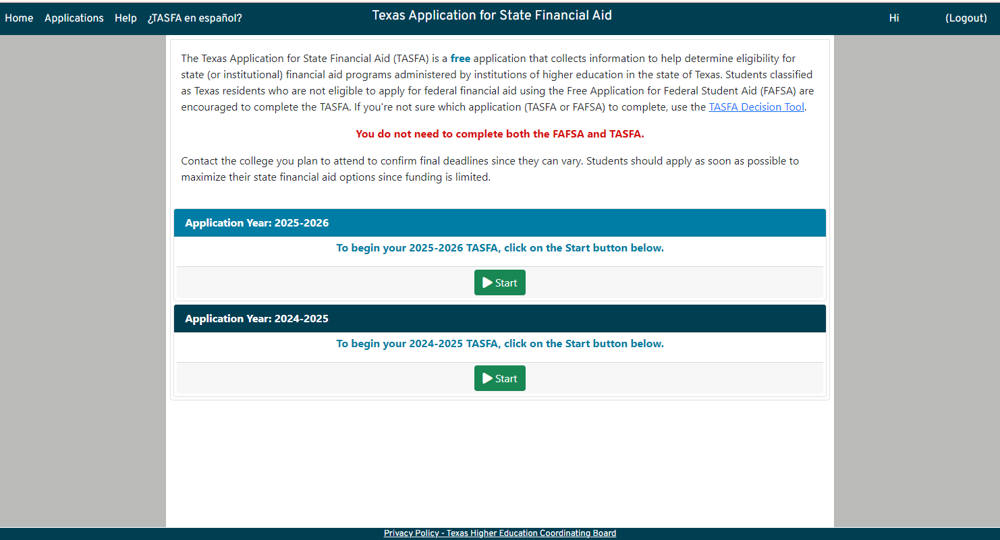 Home Applications Help ¿TASFA en español? Texas Application for State Financial Aid Hi (Logout)
The Texas Application for State Financial Aid (TASFA) is a free application that collects information to help determine eligibility for
state (or institutional) financial aid programs administered by institutions of higher education in the state of Texas. Students classified
as Texas residents who are not eligible to apply for federal financial aid using the Free Application for Federal Student Aid (FAFSA) are
encouraged to complete the TASFA. If you're not sure which application (TASFA or FAFSA) to complete, use the TASFA Decision Tool.
You do not need to complete both the FAFSA and TASFA.
Contact the college you plan to attend to confirm final deadlines since they can vary. Students should apply as soon as possible to
maximize their state financial aid options since funding is limited.
Application Year: 2025-2026
To begin your 2025-2026 TASFA, click on the Start button below.
Start
Application Year: 2024-2025
To begin your 2024-2025 TASFA, click on the Start button below.
Start
Privacy Policy - Texas Higher Education Coordinating Board